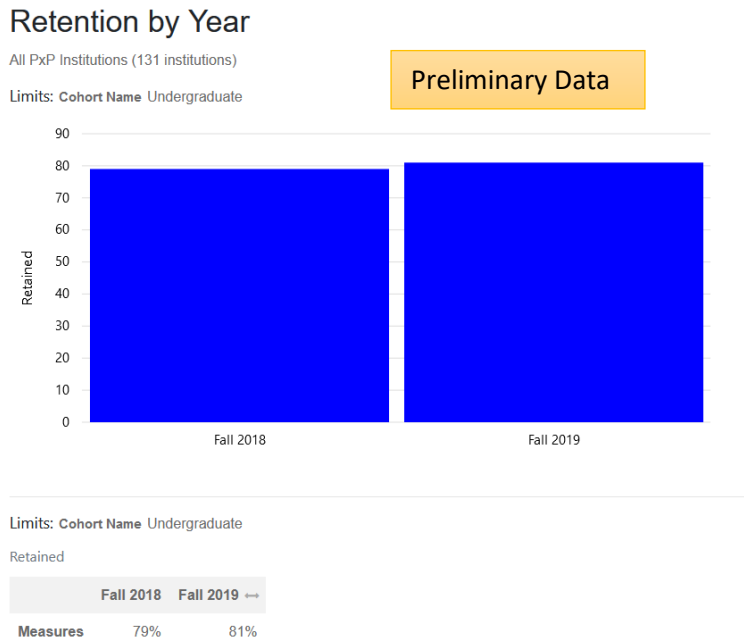 Retention by Year
All PxP Institutions (131 institutions)
Preliminary Data
Limits: Cohort Name Undergraduate
90
80
70
60
50
40
30
20
10
0
Retained
Fall 2018 Fall 2019
Limits: Cohort Name Undergraduate
Retained
Fall 2018 Fall 2019
Measures 79% 81%